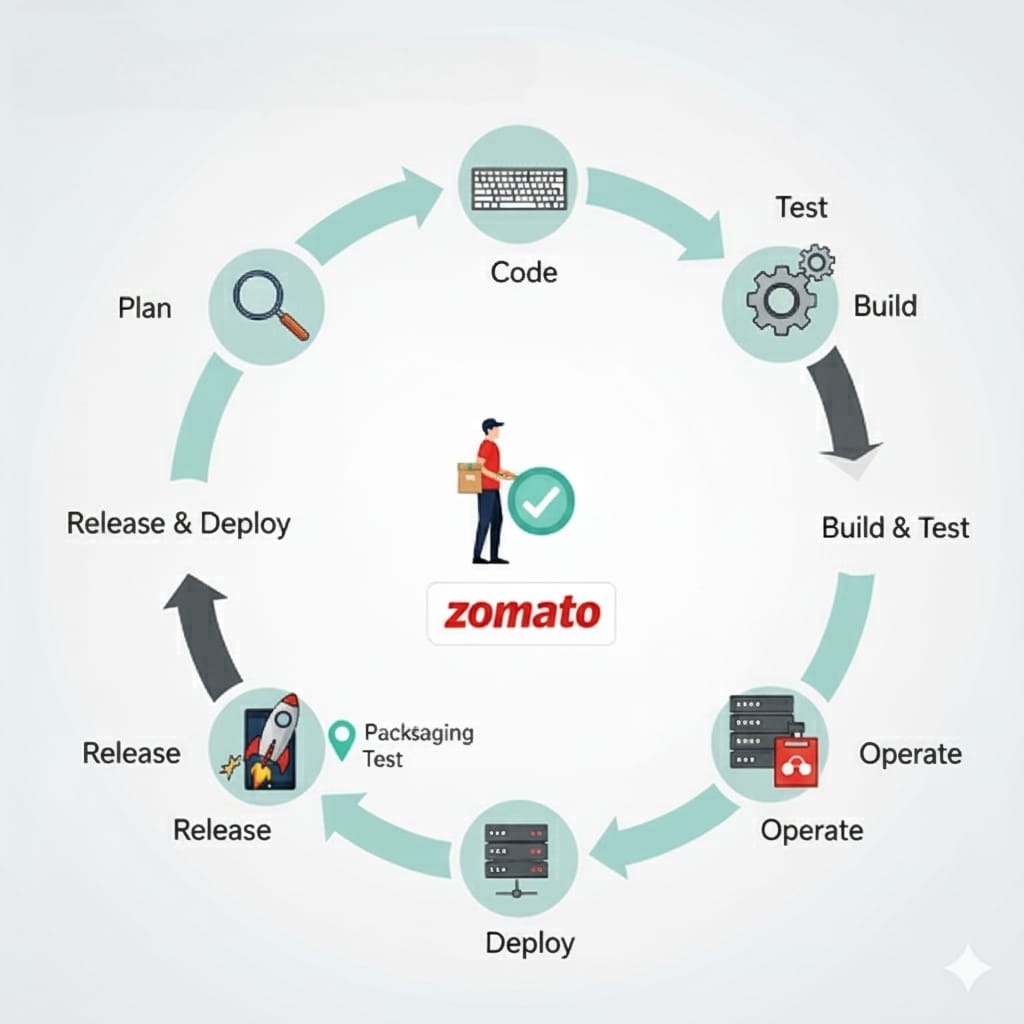 Test
Code
Plan
Build
Release & Deploy
Build & Test
zomato
Packsaging
Test
Release
Operate
Release
Operate
Deploy